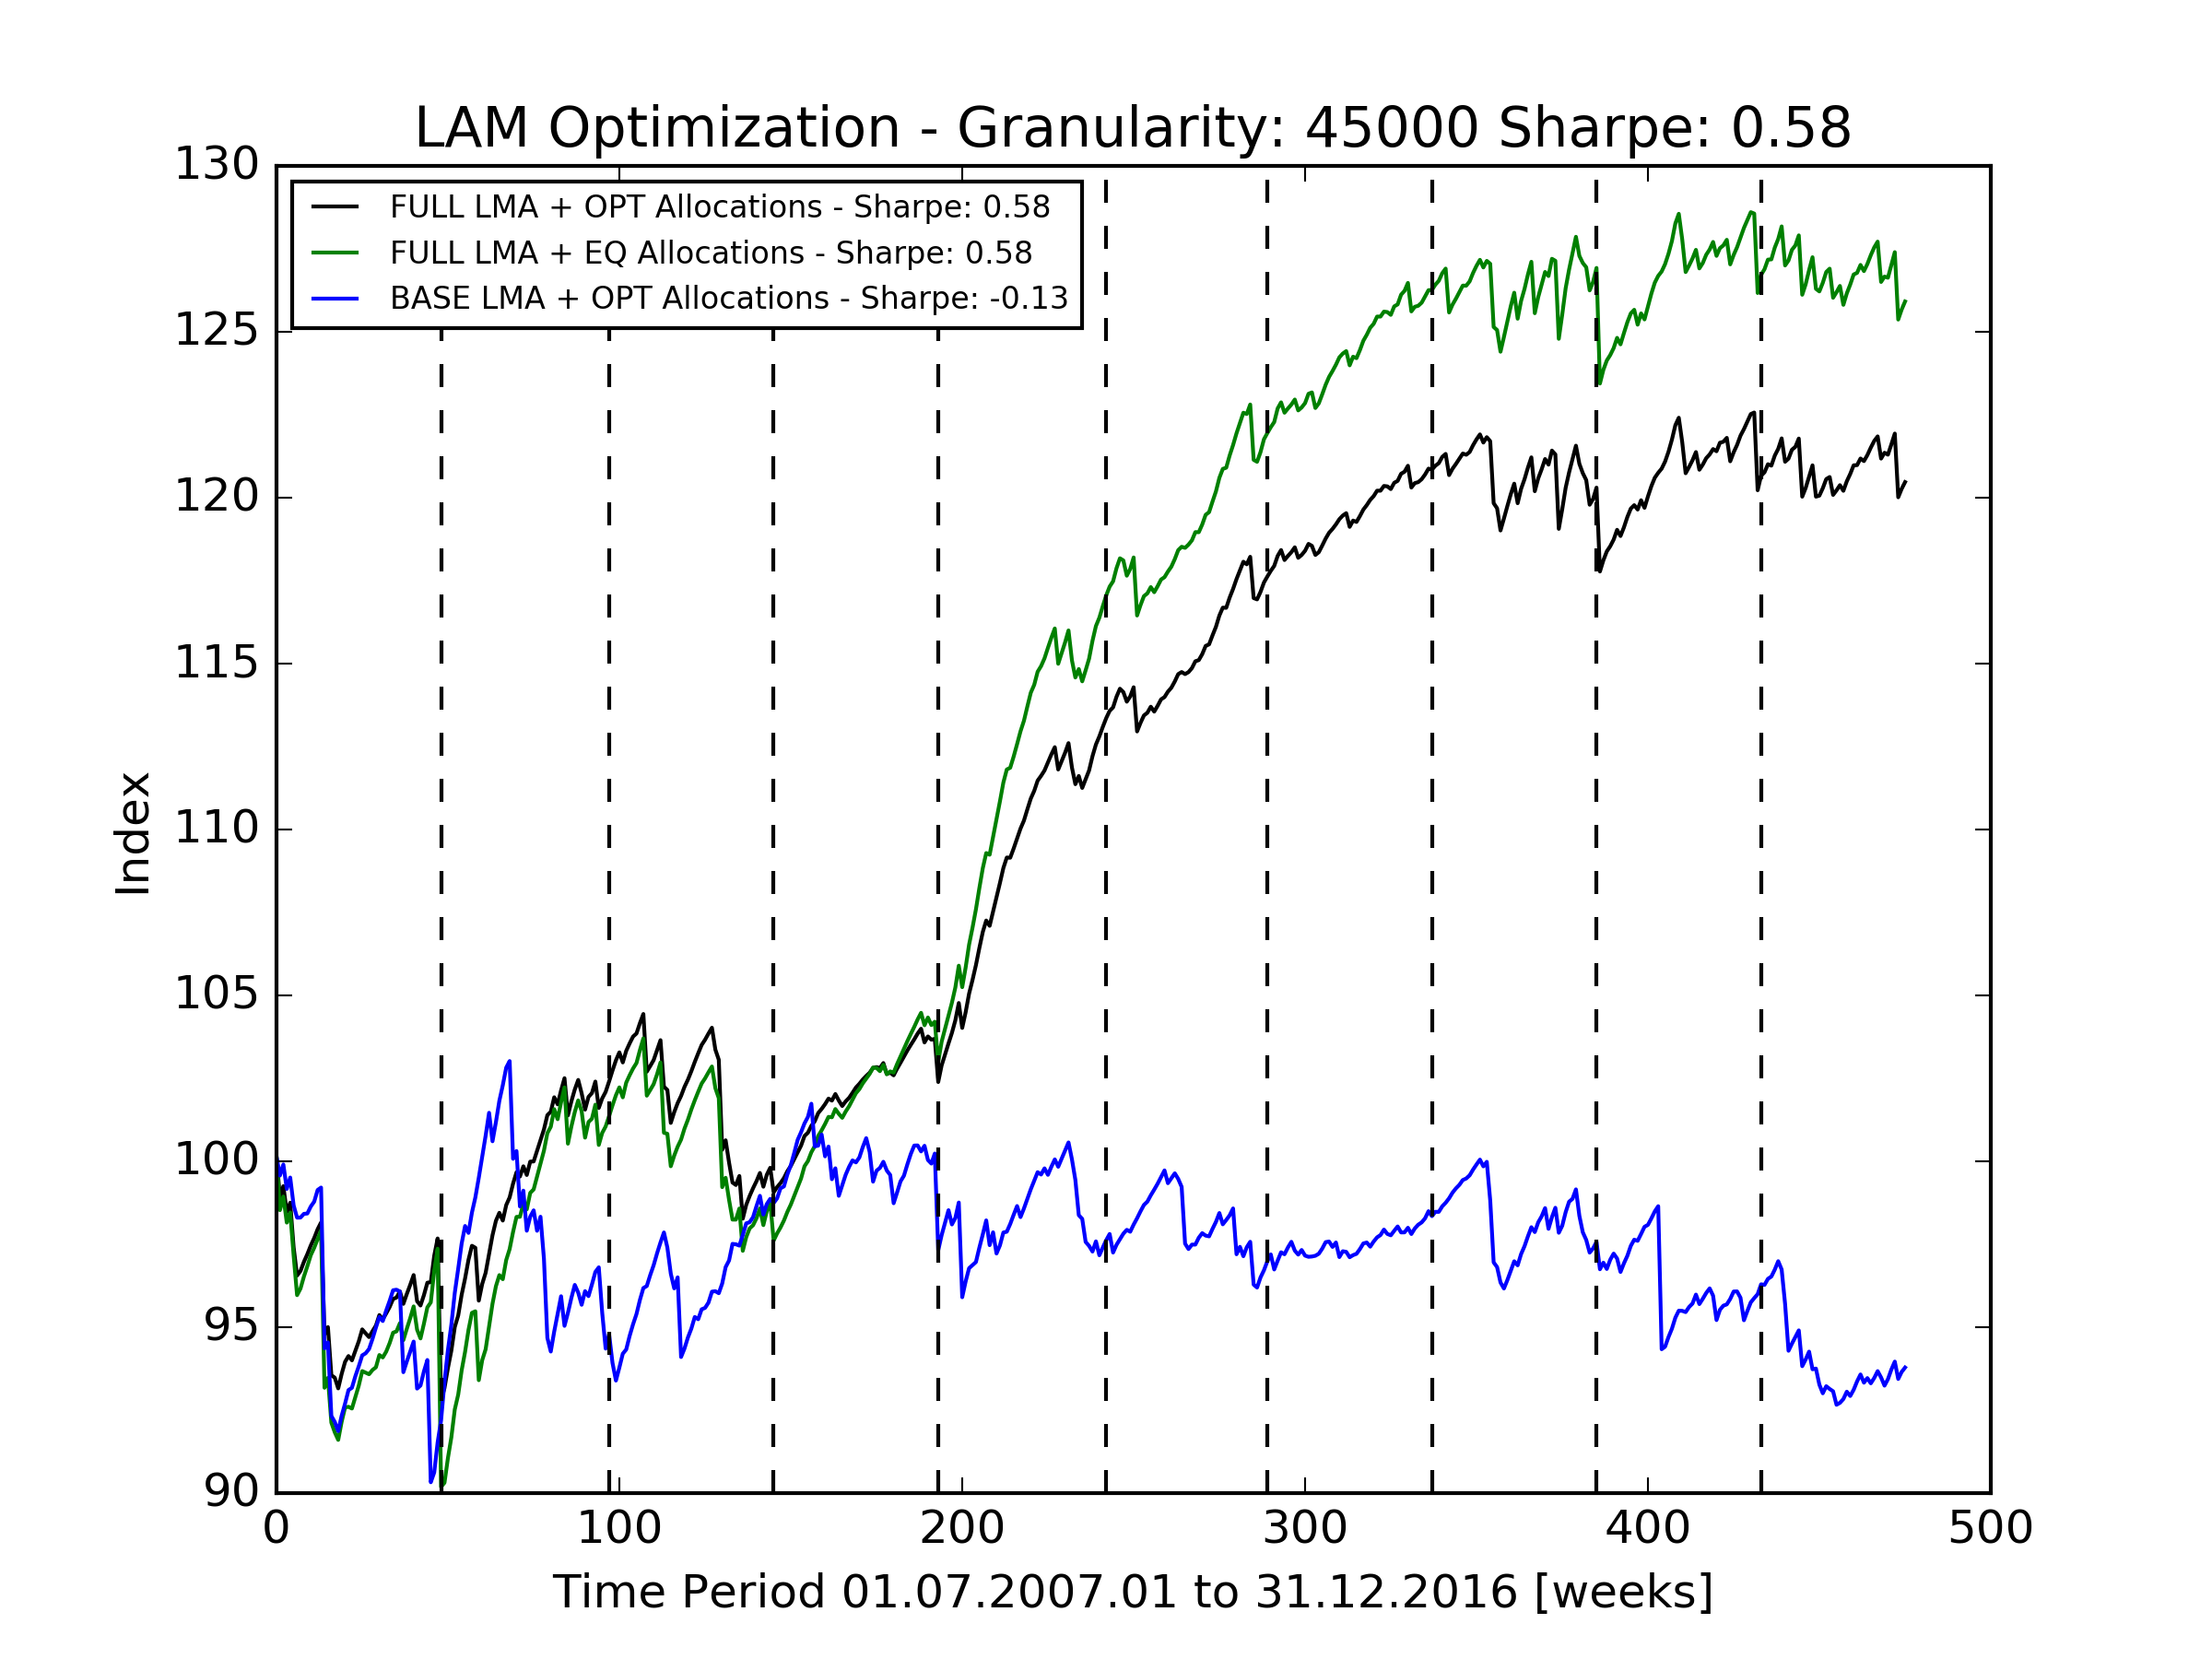 LAM Optimization - Granularity: 45000 Sharpe: 0.58
FULL LMA + OPT Allocations - Sharpe: 0.58
FULL LMA + EQ Allocations - Sharpe: 0.58
BASE LMA + OPT Allocations - Sharpe: -0.13
130
125
120
115
110
105
100
95
90
Index
0 100 200 300 400 500
Time Period 01.07.2007.01 to 31.12.2016 [weeks]